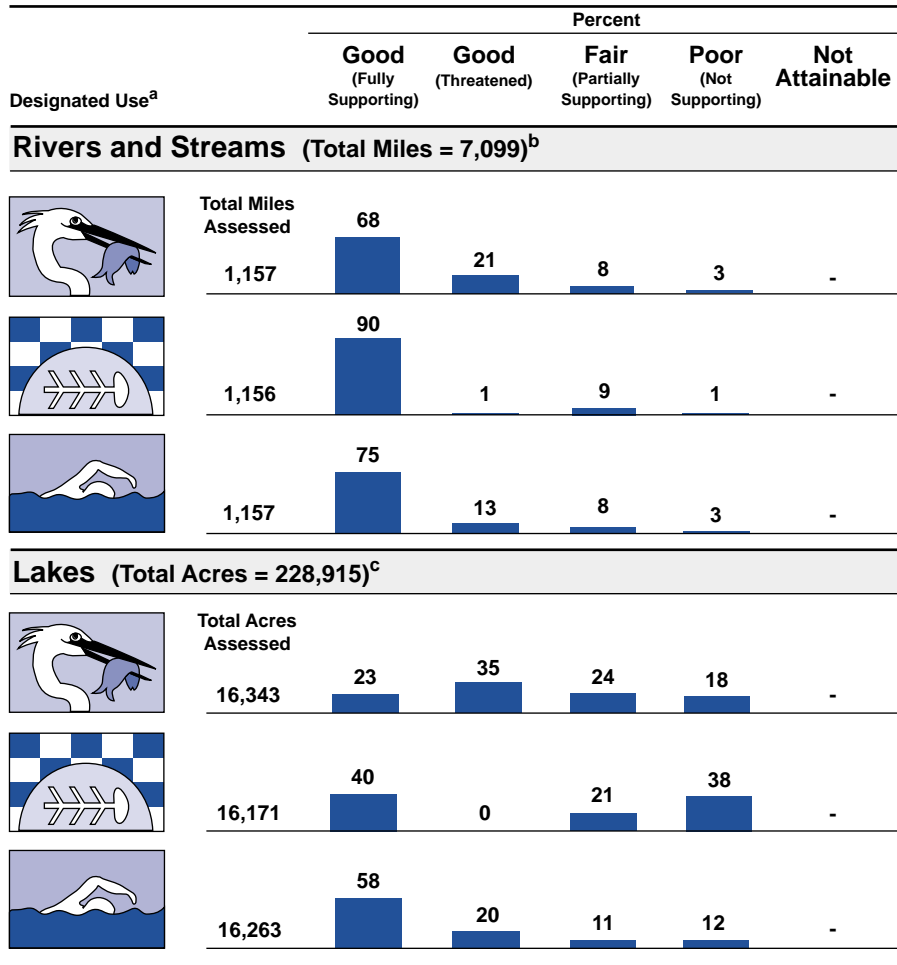 Percent
Designated Useᵃ
Good (Fully Supporting)
Good (Threatened)
Fair (Partially Supporting)
Poor (Not Supporting)
Not Attainable
Rivers and Streams (Total Miles = 7,099)ᵇ
Total Miles
Assessed
1,157 68 21 8 3 -
1,156 90 1 9 1 -
1,157 75 13 8 3 -
Lakes (Total Acres = 228,915)ᶜ
Total Acres
Assessed
16,343 23 35 24 18 -
16,171 40 0 21 38 -
16,263 58 20 11 12 -